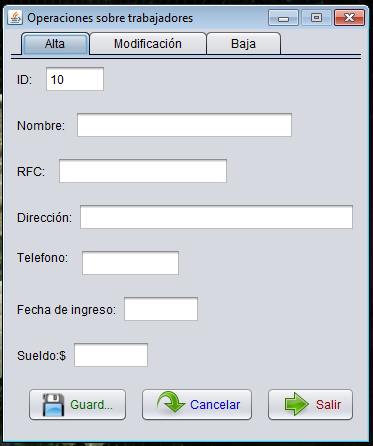 Operaciones sobre trabajadores
Alta Modificación Baja
ID: 10
Nombre:
RFC:
Dirección:
Telefono:
Fecha de ingreso:
Sueldo:$
Guard... Cancelar Salir